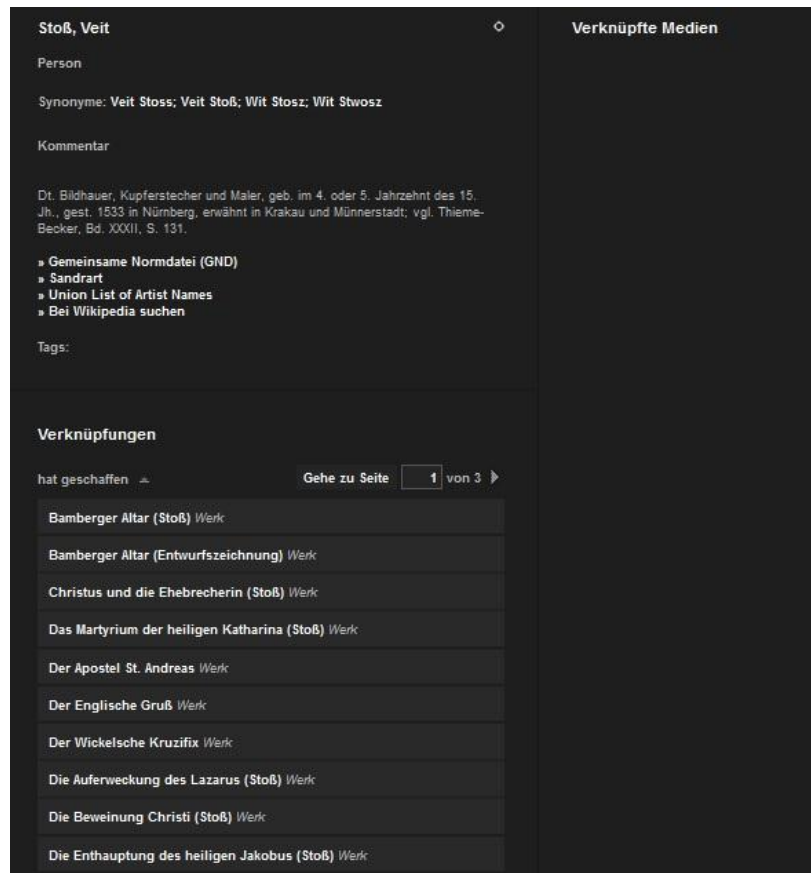 Stoß, Veit
Person
Synonyme: Veit Stoss; Veit Stoß; Wit Stosz; Wit Stwosz
Kommentar
Dt. Bildhauer, Kupferstecher und Maler, geb. im 4. oder 5. Jahrzehnt des 15.
Jh., gest. 1533 in Nürnberg, erwähnt in Krakau und Münnerstadt; vgl. Thieme-
Becker, Bd. XXXII, S. 131.
» Gemeinsame Normdatei (GND)
» Sandrart
» Union List of Artist Names
» Bei Wikipedia suchen
Tags:
Verknüpfungen
hat geschaffen Gehe zu Seite 1 von 3
Bamberger Altar (Stoß) Werk
Bamberger Altar (Entwurfszeichnung) Werk
Christus und die Ehebrecherin (Stoß) Werk
Das Martyrium der heiligen Katharina (Stoß) Werk
Der Apostel St. Andreas Werk
Der Englische Gruß Werk
Der Wickelsche Kruzifix Werk
Die Auferweckung des Lazarus (Stoß) Werk
Die Beweinung Christi (Stoß) Werk
Die Enthauptung des heiligen Jakobus (Stoß) Werk
Verknüpfte Medien